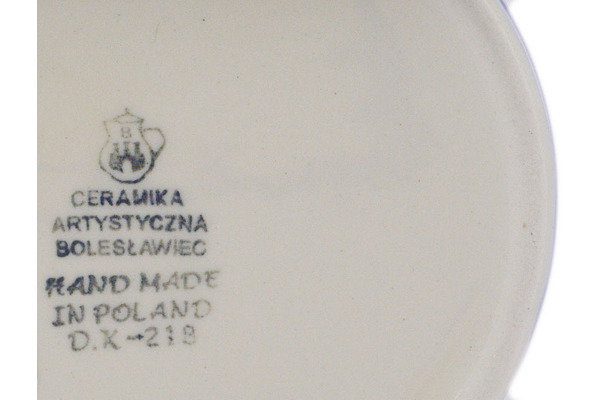 B
CERAMIKA
ARTYSTYCZNA
BOLESŁAWIEC
HAND MADE
IN POLAND
D.K-218